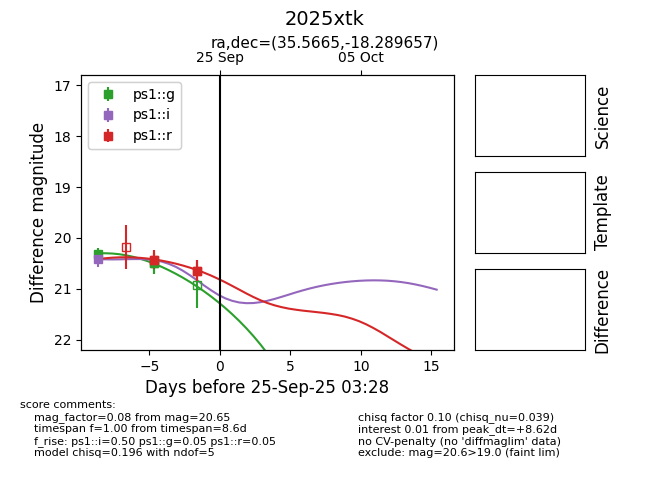 2025xtk
ra,dec=(35.5665,-18.289657)
25 Sep
05 Oct
17
18
19
20
21
22
Difference magnitude
ps1::g
ps1::i
ps1::r
−5
0
5
10
15
Days before 25-Sep-25 03:28
Science
Template
Difference
score comments:
mag_factor=0.08 from mag=20.65
timespan f=1.00 from timespan=8.6d
f_rise: ps1::i=0.50 ps1::g=0.05 ps1::r=0.05
model chisq=0.196 with ndof=5
chisq factor 0.10 (chisq_nu=0.039)
interest 0.01 from peak_dt=+8.62d
no CV-penalty (no 'diffmaglim' data)
exclude: mag=20.6>19.0 (faint lim)